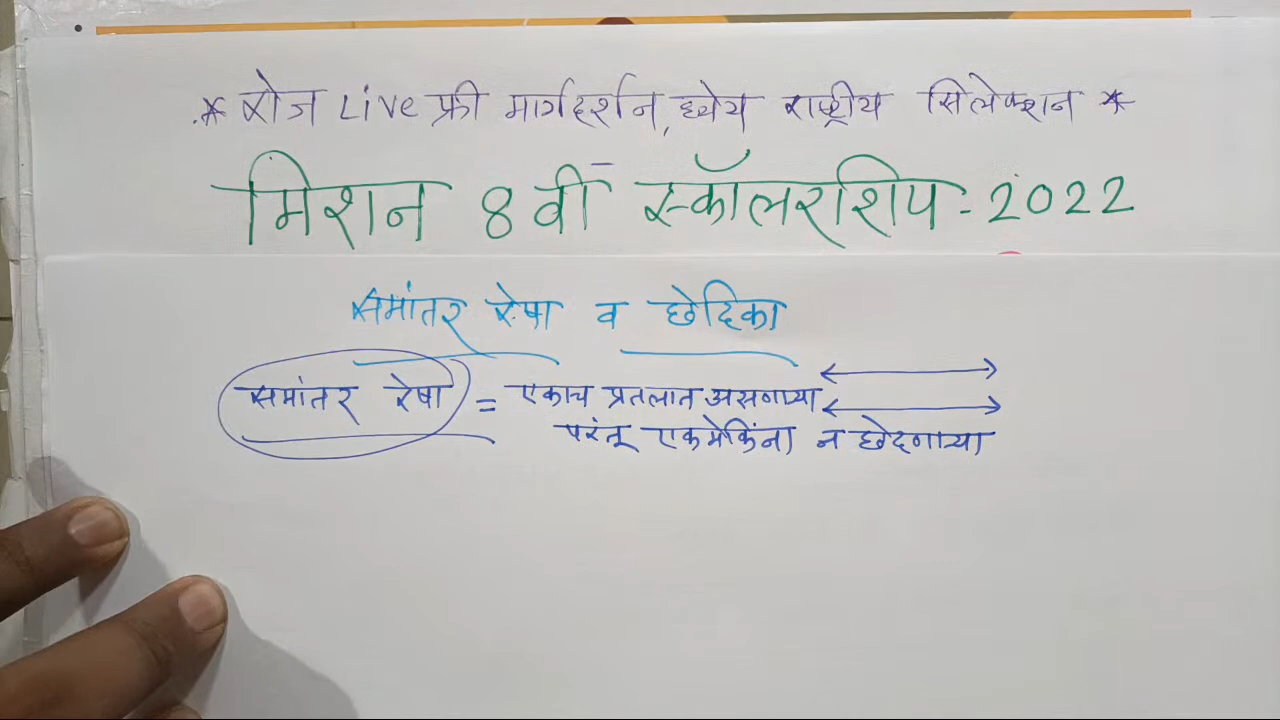 * रोज Live फ्री मार्गदर्शन, ध्येय राष्ट्रीय सिलेक्शन *
मिशन 8 वी स्कॉलरशिप - 2022
समांतर रेषा व छेदिका
समांतर रेषा = एकाच प्रतलात असणाऱ्या
परंतू एकमेकिंना न छेदणाऱ्या